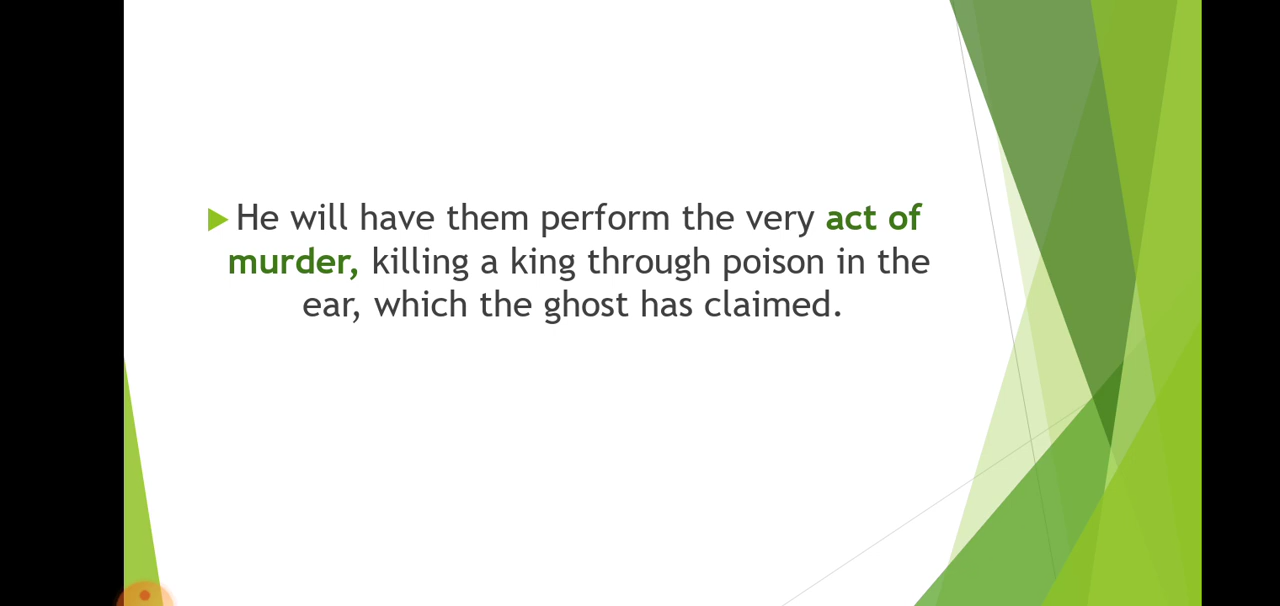 He will have them perform the very act of
murder, killing a king through poison in the
ear, which the ghost has claimed.